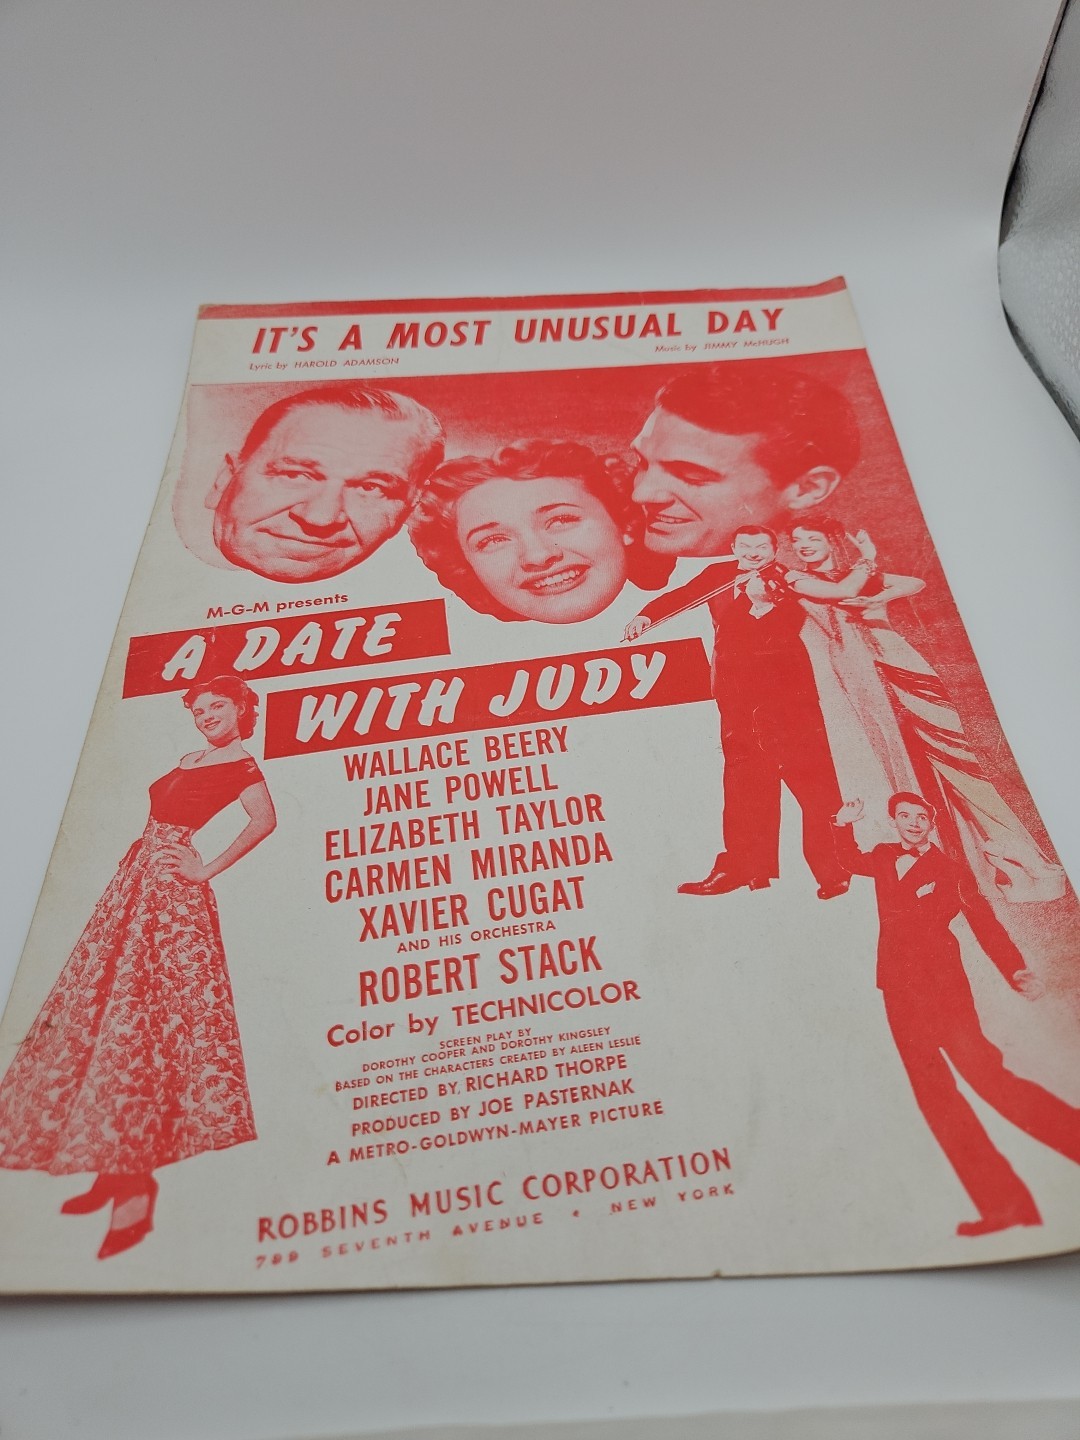 IT'S A MOST UNUSUAL DAY
Lyric by HAROLD ADAMSON
Music by JIMMY McHUGH
M-G-M presents
A DATE
WITH JUDY
WALLACE BEERY
JANE POWELL
ELIZABETH TAYLOR
CARMEN MIRANDA
XAVIER CUGAT
AND HIS ORCHESTRA
ROBERT STACK
Color by TECHNICOLOR
SCREEN PLAY BY
DOROTHY COOPER AND DOROTHY KINGSLEY
BASED ON THE CHARACTERS CREATED BY ALEEN LESLIE
DIRECTED BY RICHARD THORPE
PRODUCED BY JOE PASTERNAK
A METRO-GOLDWYN-MAYER PICTURE
ROBBINS MUSIC CORPORATION
799 SEVENTH AVENUE • NEW YORK